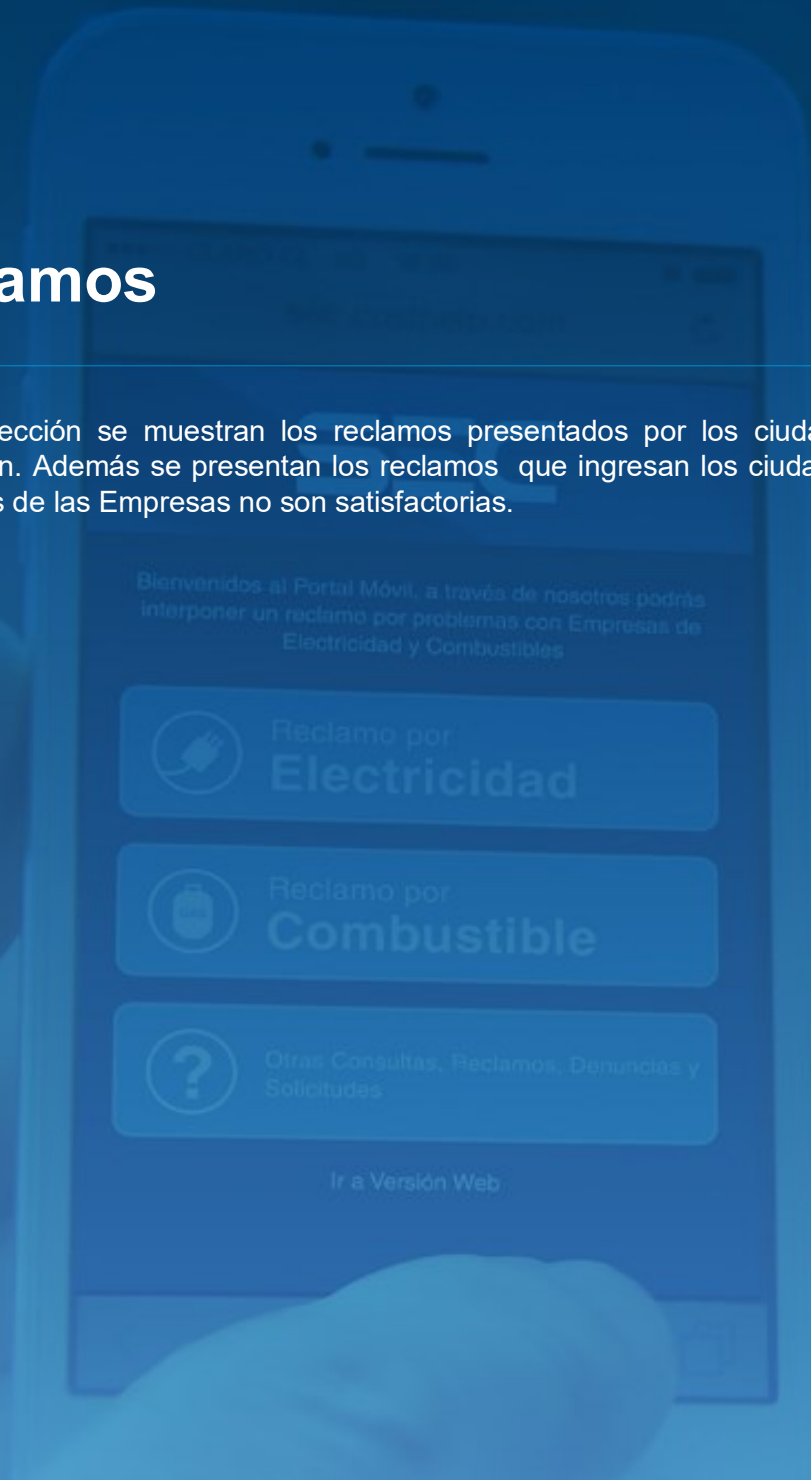 amos
ección se muestran los reclamos presentados por los ciuda
n. Además se presentan los reclamos que ingresan los ciuda
s de las Empresas no son satisfactorias.
SEC
Bienvenidos al Portal Móvil, a través de nosotros podrás
interponer un reclamo por problemas con Empresas de
Electricidad y Combustibles
Reclamo por
Electricidad
Reclamo por
Combustible
Otras Consultas, Reclamos, Denuncias y
Solicitudes
Ir a Versión Web